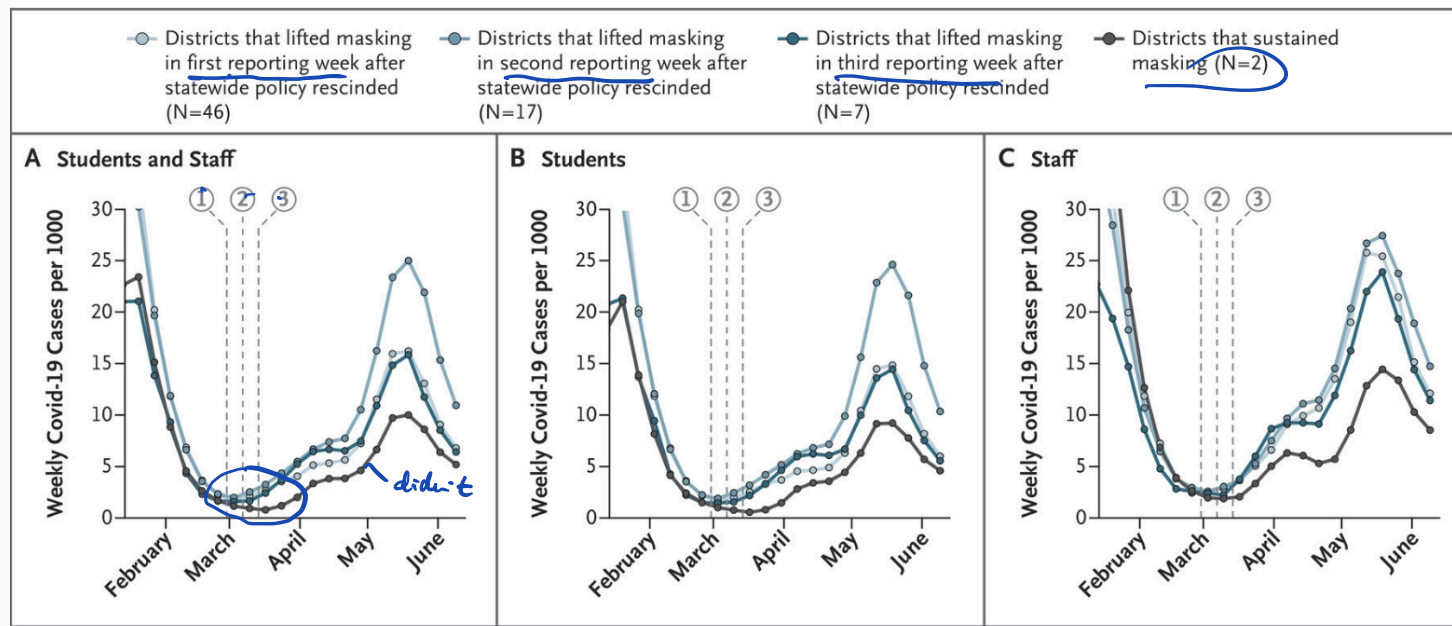 Districts that lifted masking
in first reporting week after
statewide policy rescinded
(N=46)
Districts that lifted masking
in second reporting week after
statewide policy rescinded
(N=17)
Districts that lifted masking
in third reporting week after
statewide policy rescinded
(N=7)
Districts that sustained
masking (N=2)
A Students and Staff
1 2 3
Weekly Covid-19 Cases per 1000
30
25
20
15
10
5
0
didn't
February March April May June
B Students
1 2 3
Weekly Covid-19 Cases per 1000
30
25
20
15
10
5
0
February March April May June
C Staff
1 2 3
Weekly Covid-19 Cases per 1000
30
25
20
15
10
5
0
February March April May June